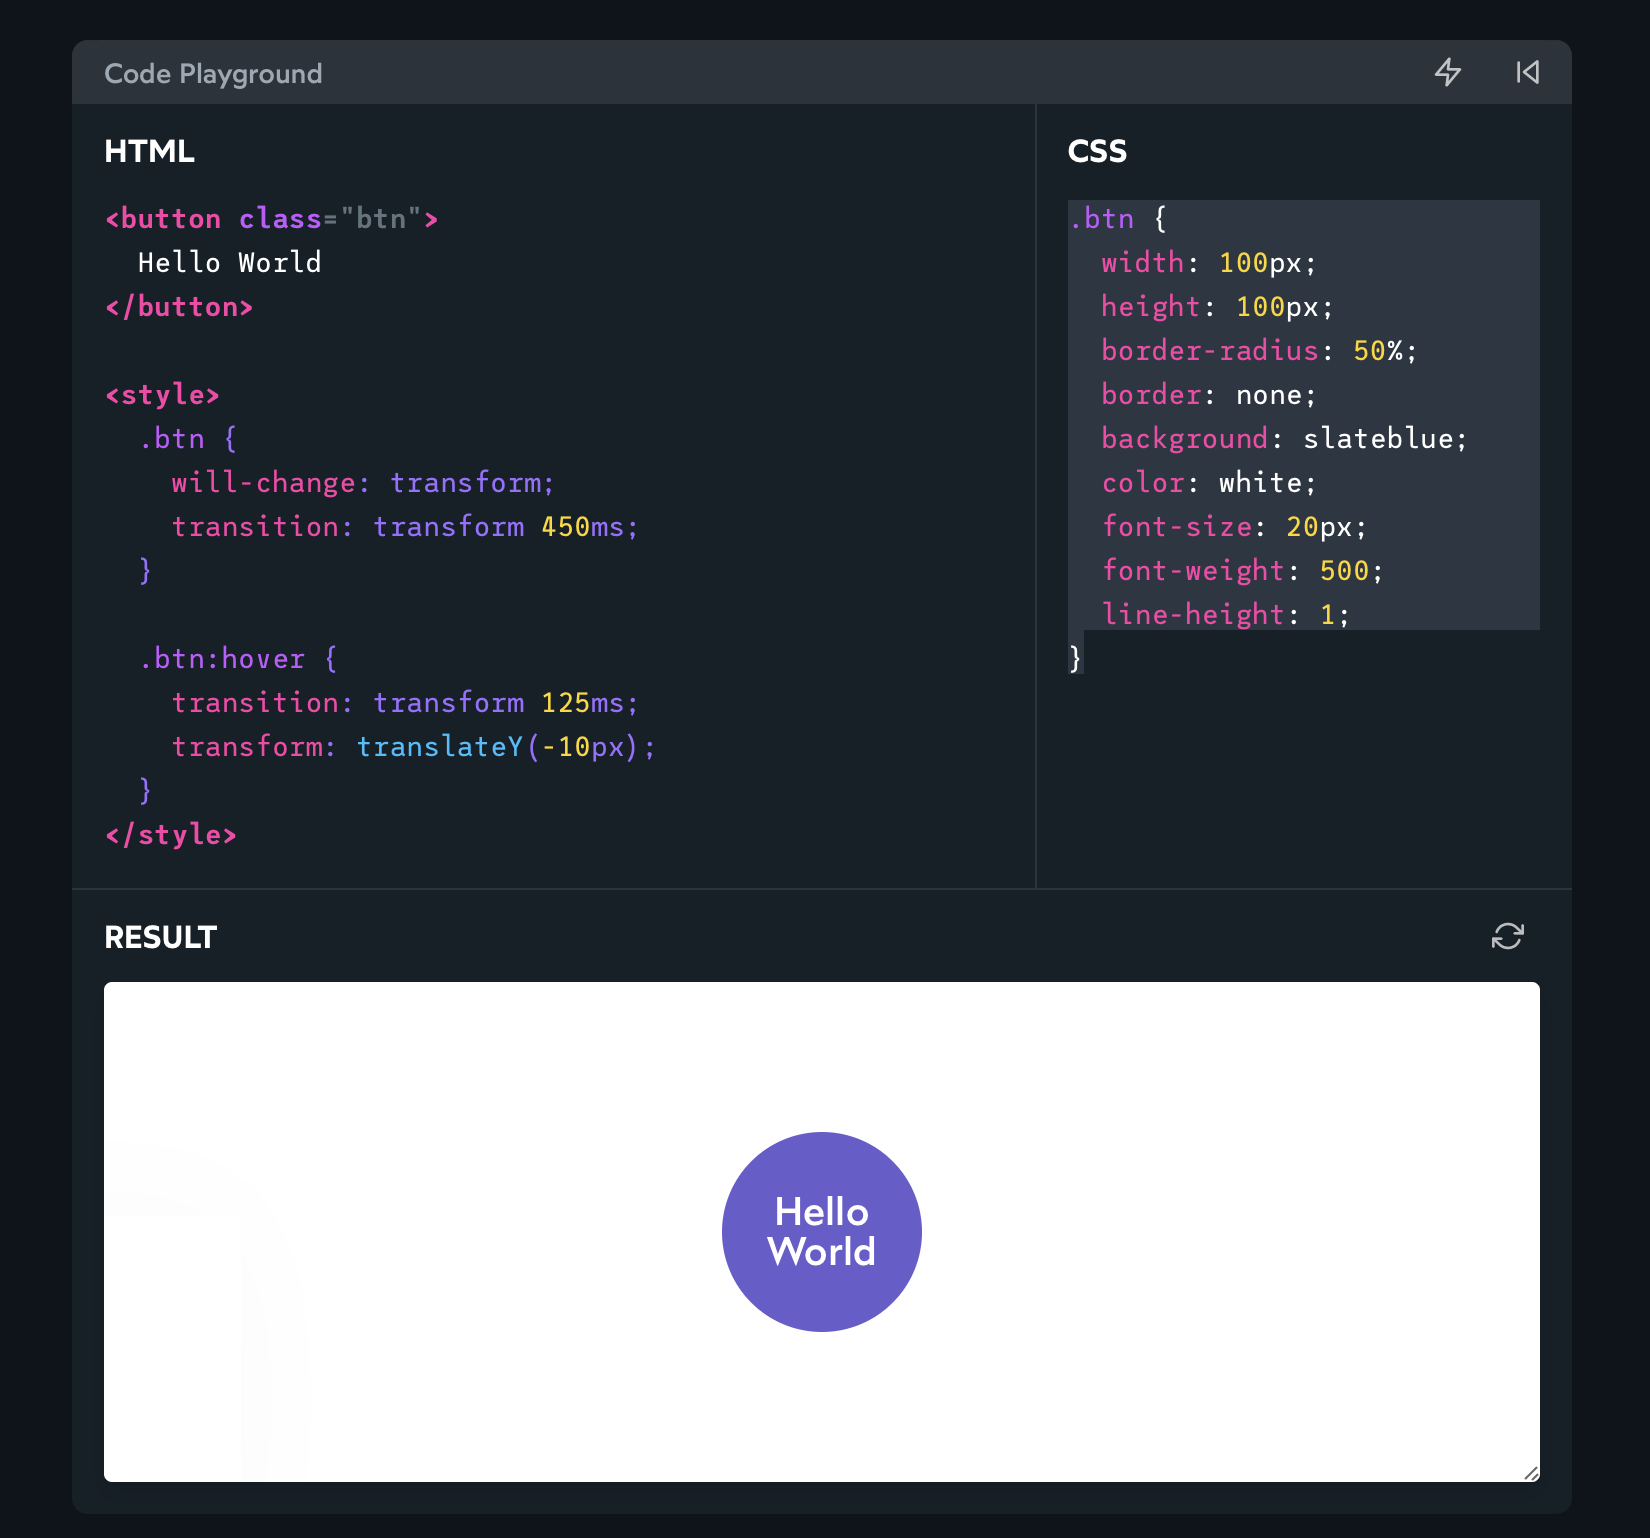 Code Playground
HTML
<button class="btn">
  Hello World
</button>

<style>
  .btn {
    will-change: transform;
    transition: transform 450ms;
  }

  .btn:hover {
    transition: transform 125ms;
    transform: translateY(-10px);
  }
</style>
CSS
.btn {
  width: 100px;
  height: 100px;
  border-radius: 50%;
  border: none;
  background: slateblue;
  color: white;
  font-size: 20px;
  font-weight: 500;
  line-height: 1;
}
RESULT
Hello
World